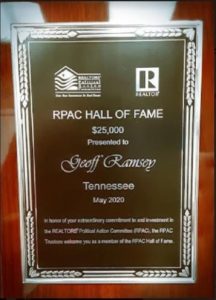 REALTORS®
REALTOR®
RPAC HALL OF FAME
$25,000
Presented to
Geoff Ramsey
Tennessee
May 2020
In honor of your extraordinary commitment to and investment in
the REALTORS® Political Action Committee (RPAC), the RPAC
Trustees welcome you as a member of the RPAC Hall of Fame.